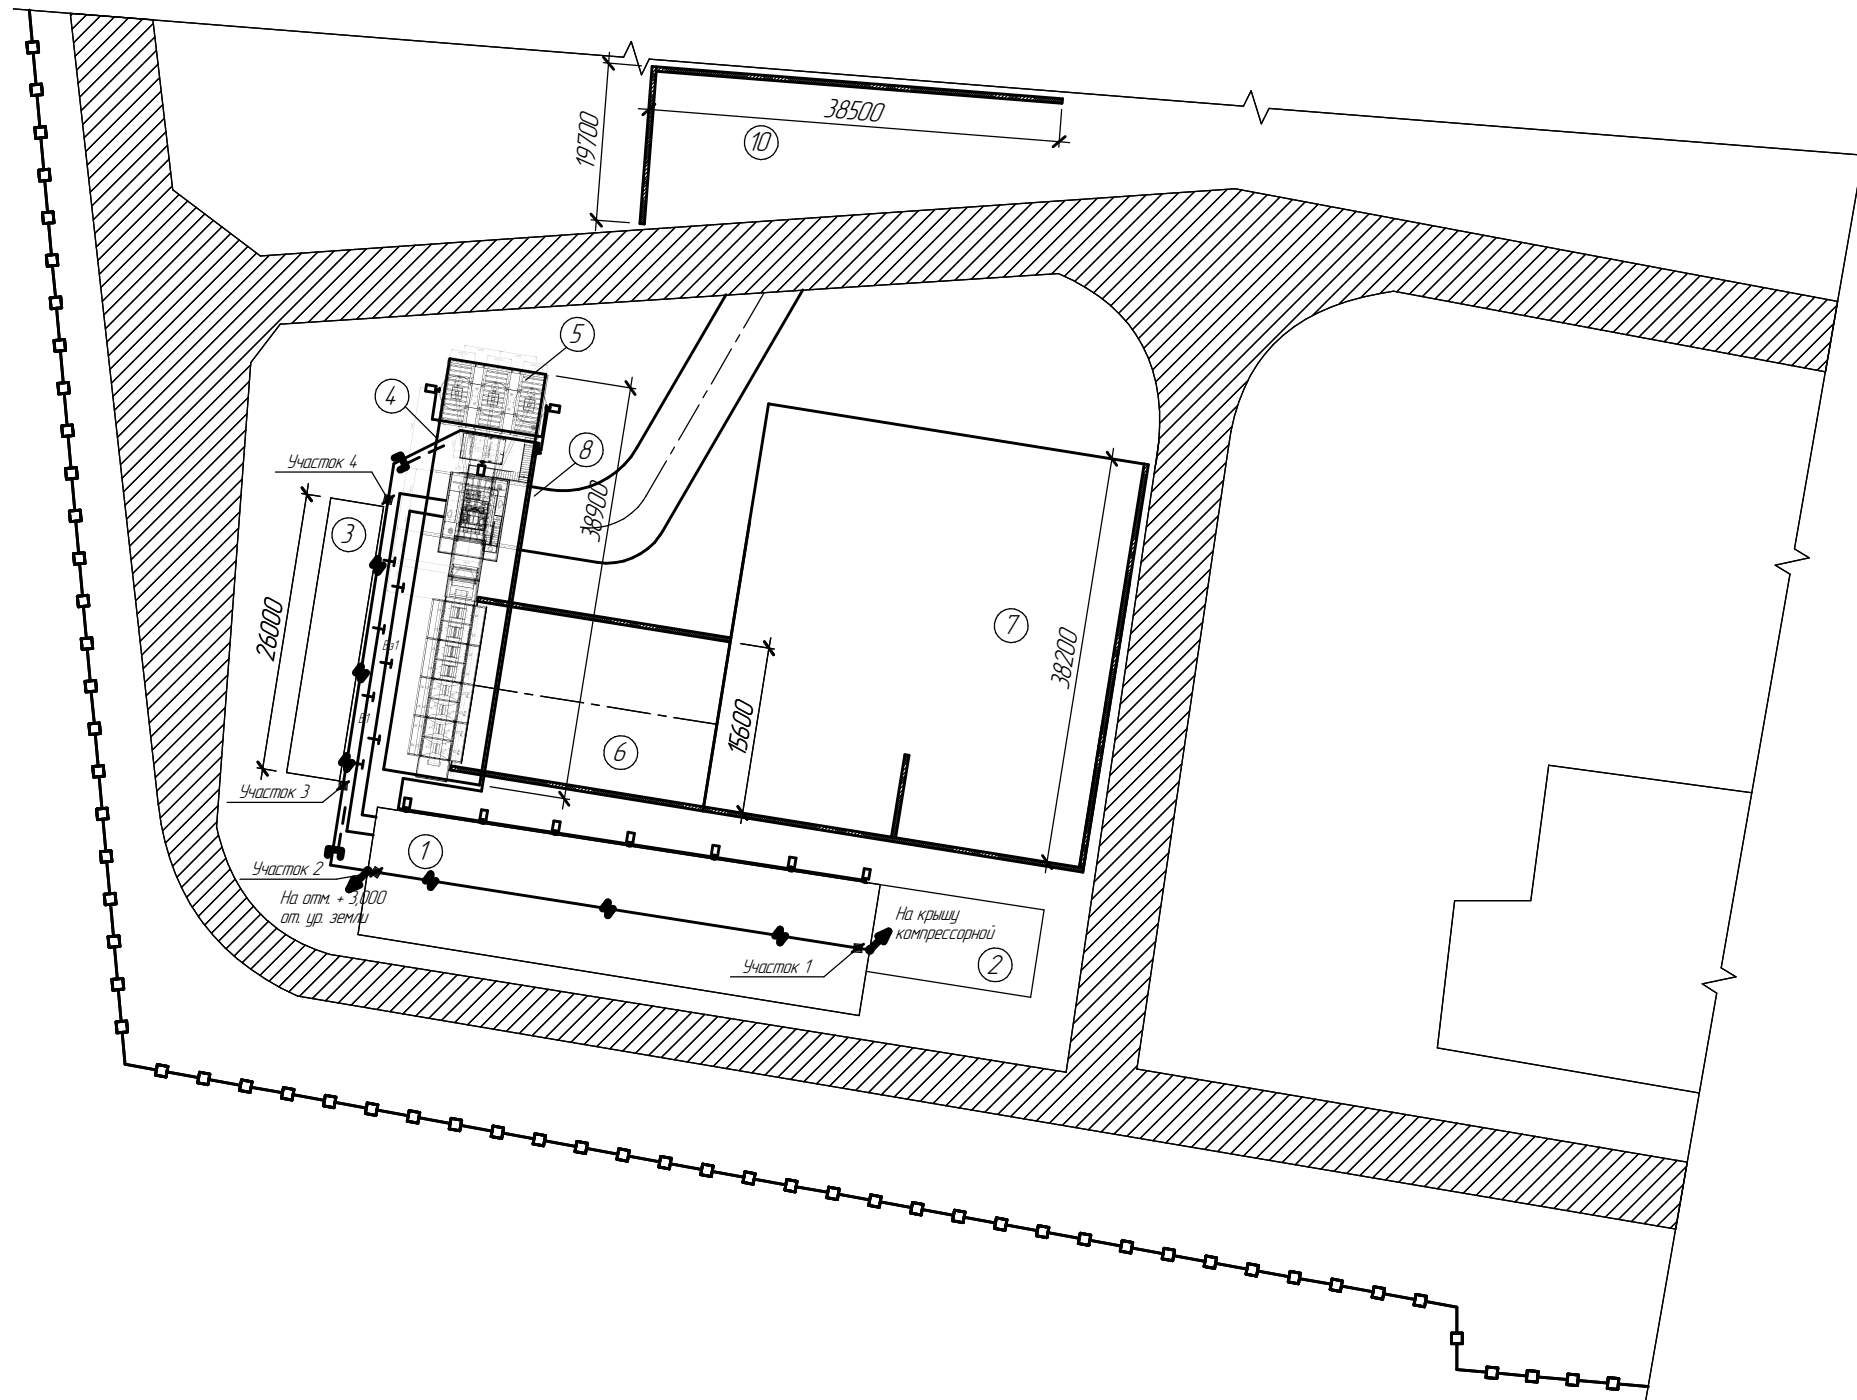 38500
19700
10
5
4
8
Участок 4
38900
3
26000
7
38200
Вз1
15600
В1
6
Участок 3
1
Участок 2
На отм. + 3,000
от. ур. земли
На крышу
компрессорной
Участок 1
2